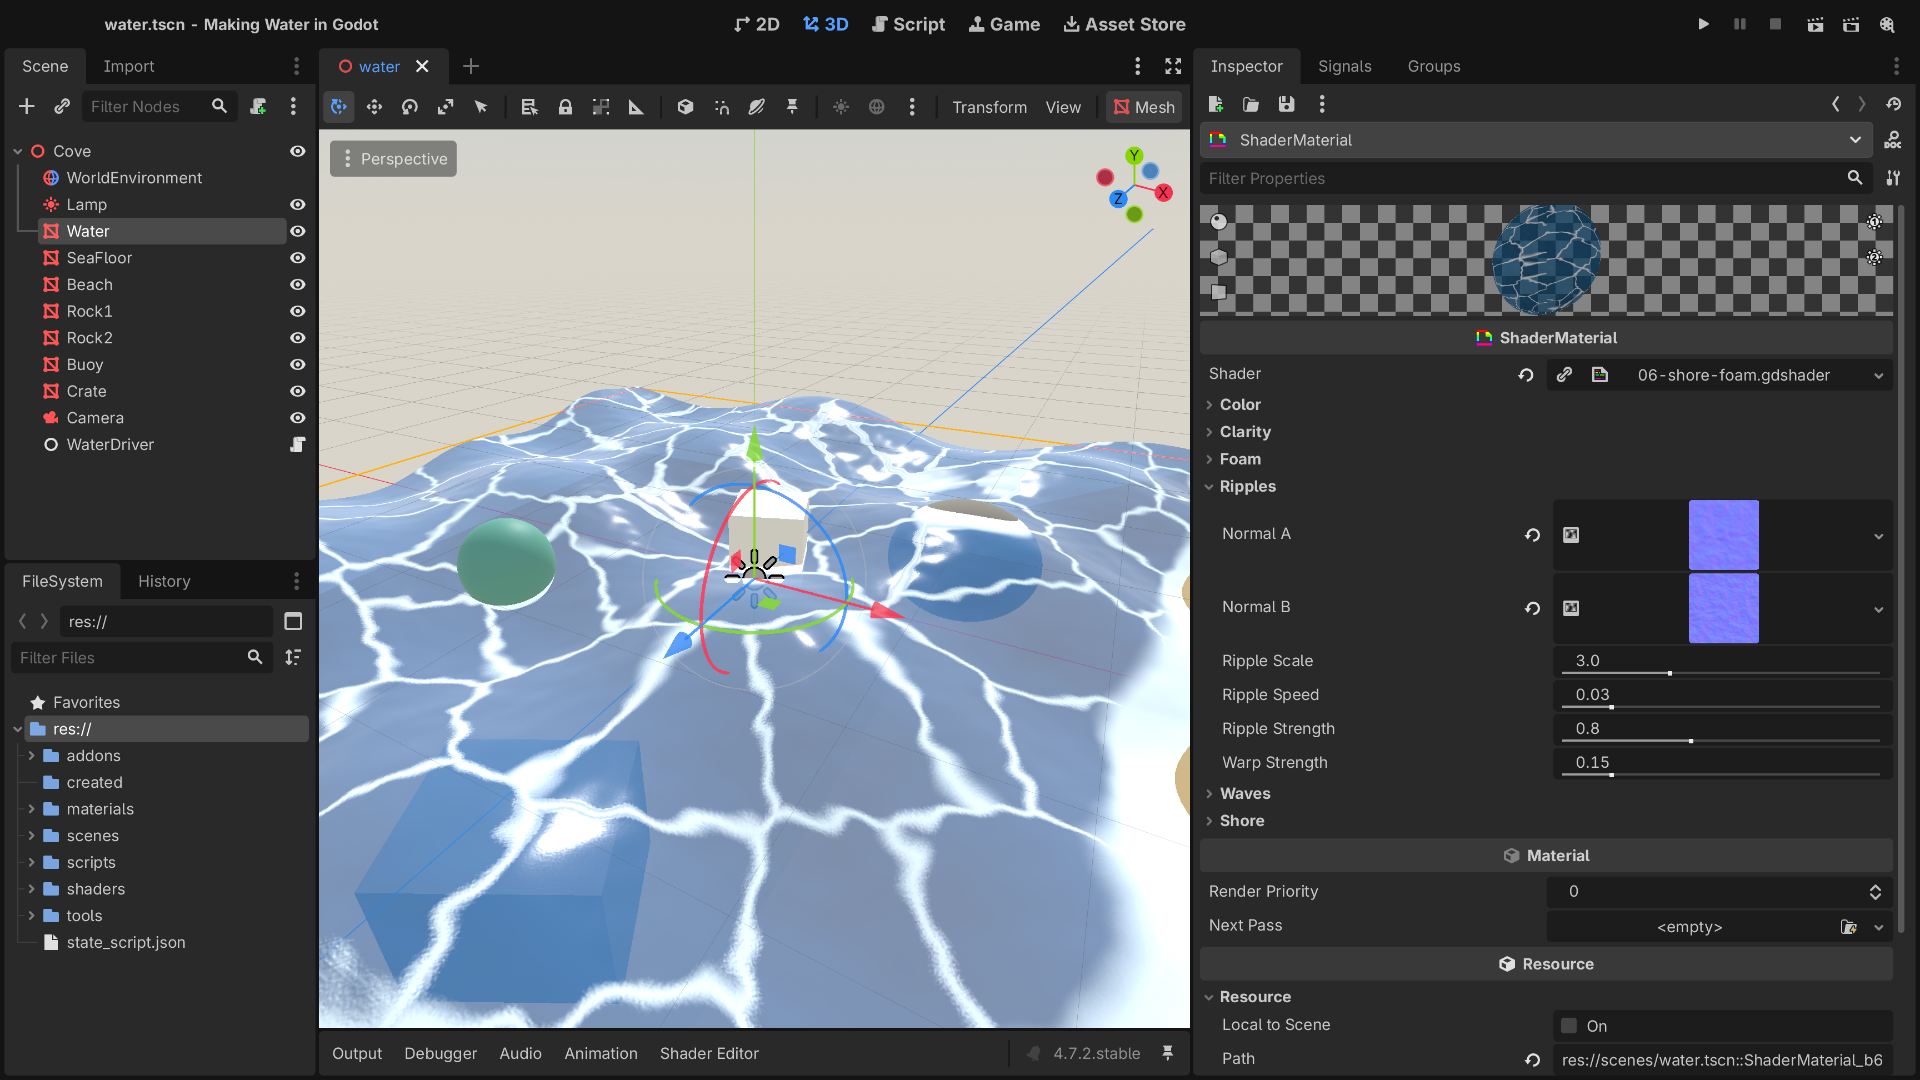 water.tscn - Making Water in Godot
2D
3D
Script
Game
Asset Store
Scene
Import
Filter Nodes
Cove
WorldEnvironment
Lamp
Water
SeaFloor
Beach
Rock1
Rock2
Buoy
Crate
Camera
WaterDriver
FileSystem
History
res://
Filter Files
Favorites
res://
addons
created
materials
scenes
scripts
shaders
tools
state_script.json
water
Transform
View
Mesh
Perspective
Y
X
Z
Output
Debugger
Audio
Animation
Shader Editor
4.7.2.stable
Inspector
Signals
Groups
ShaderMaterial
Filter Properties
ShaderMaterial
Shader
06-shore-foam.gdshader
Color
Clarity
Foam
Ripples
Normal A
Normal B
Ripple Scale
3.0
Ripple Speed
0.03
Ripple Strength
0.8
Warp Strength
0.15
Waves
Shore
Material
Render Priority
0
Next Pass
<empty>
Resource
Resource
Local to Scene
On
Path
res://scenes/water.tscn::ShaderMaterial_b6